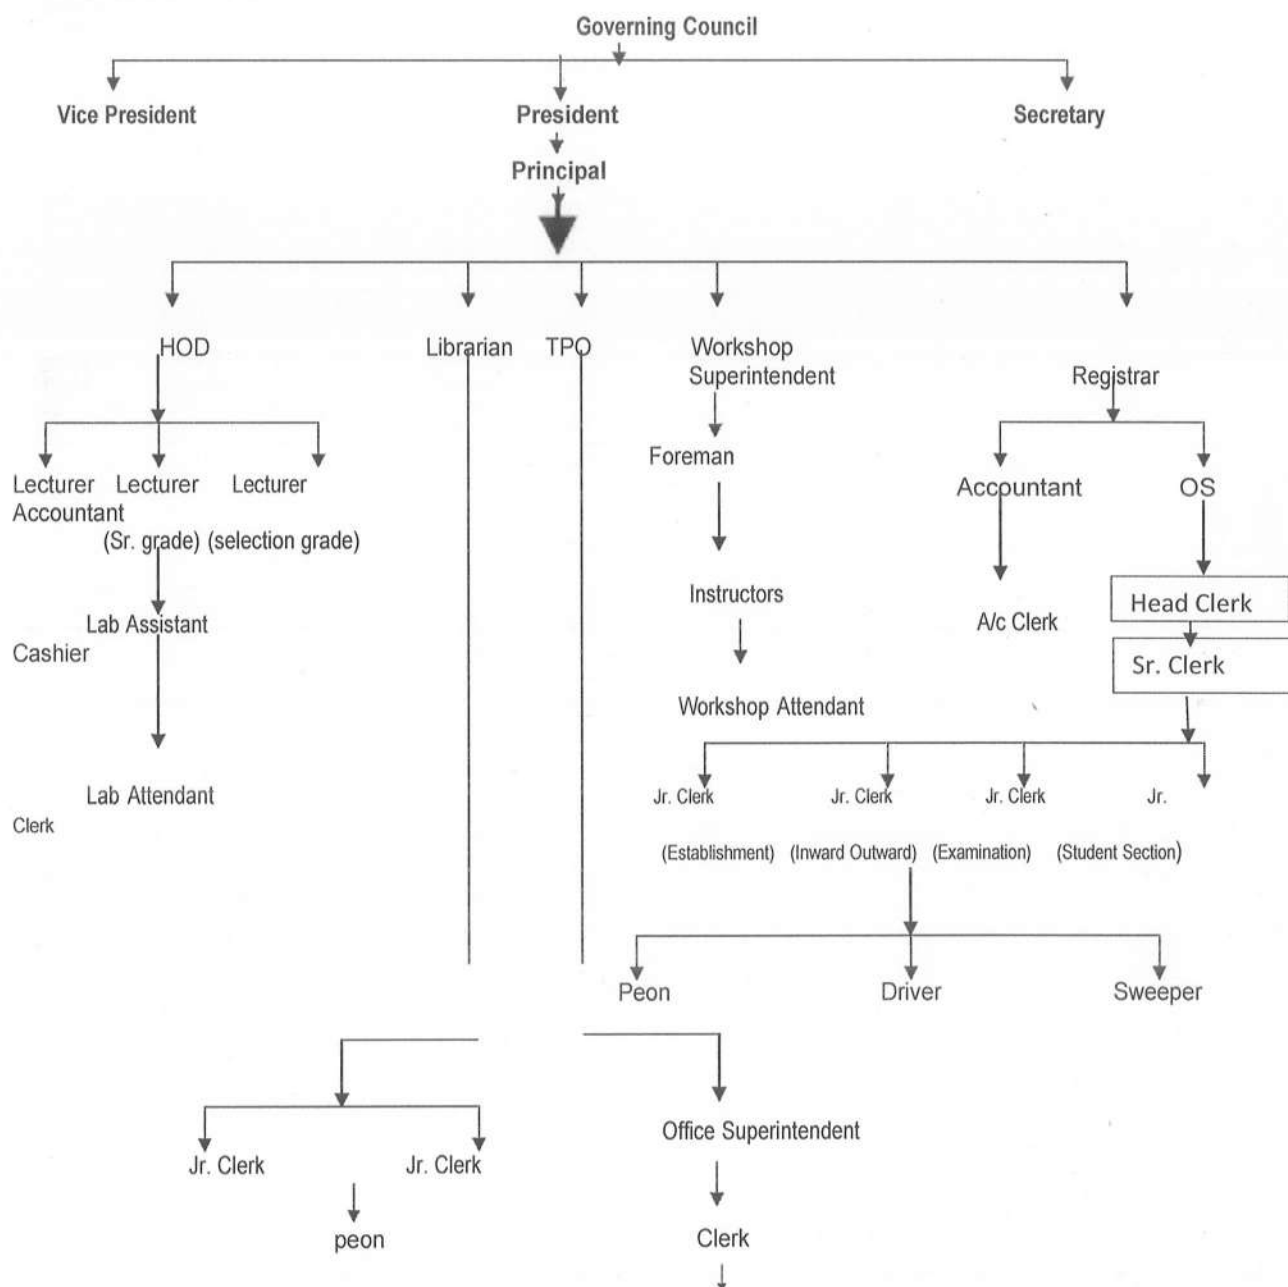 Governing Council
Vice President President Secretary
Principal
HOD Librarian TPO Workshop
Superintendent Registrar
Foreman
Lecturer Lecturer Lecturer Accountant OS
Accountant
(Sr. grade) (selection grade)
Instructors Head Clerk
Lab Assistant A/c Clerk
Cashier Sr. Clerk
Workshop Attendant
Lab Attendant Jr. Clerk Jr. Clerk Jr. Clerk Jr.
Clerk
(Establishment) (Inward Outward) (Examination) (Student Section)
Peon Driver Sweeper
Office Superintendent
Jr. Clerk Jr. Clerk
peon Clerk